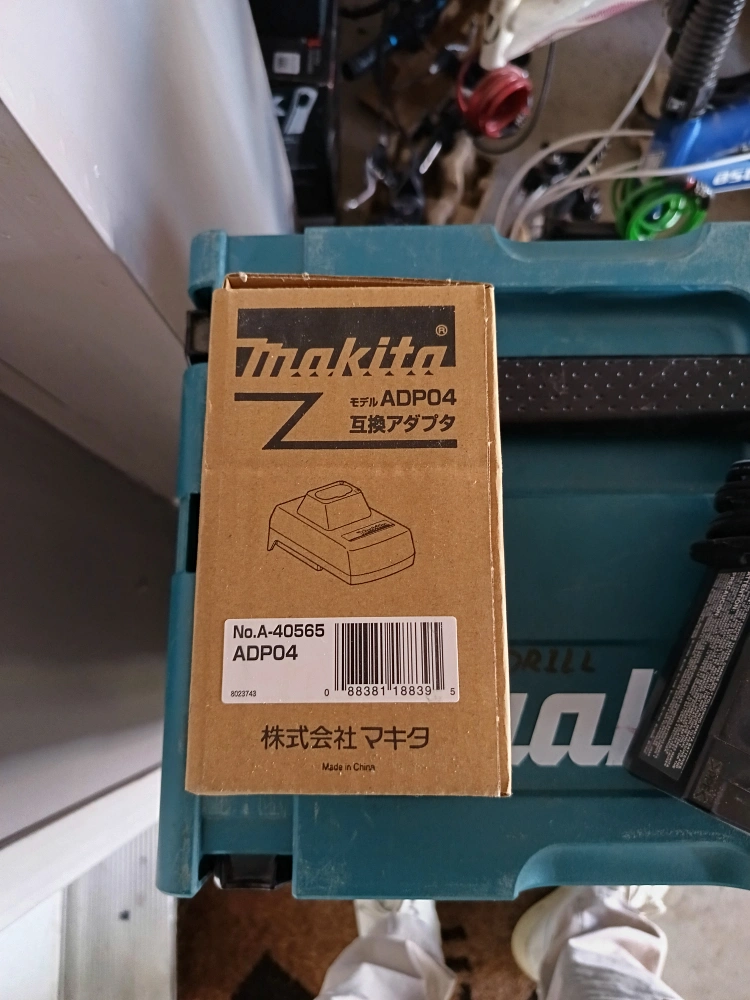 makita®
モデル ADP04
互換アダプタ
No.A-40565
ADP04
8023743
0 88381 18839 5
株式会社 マキタ
Made in China
DRILL